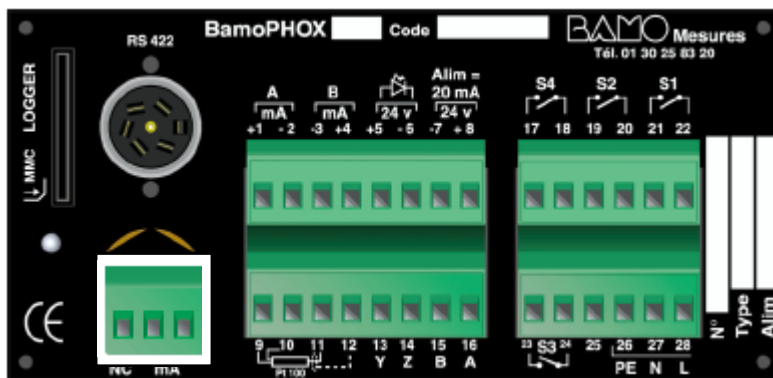 BamoPHOX Code BAMO Mesures
Tél. 01 30 25 83 20
RS 422
MMC LOGGER
A
mA
+1 -2
B
mA
-3 +4
24 v
+5 -6
Alim =
20 mA
24 v
-7 +8
S4
17 18
S2
19 20
S1
21 22
CE
NC mA
9 10 11 12 13 14 15 16
Pt 100 Y Z B A
23 S3 24 25 26 27 28
PE N L
N°
Type
Alim